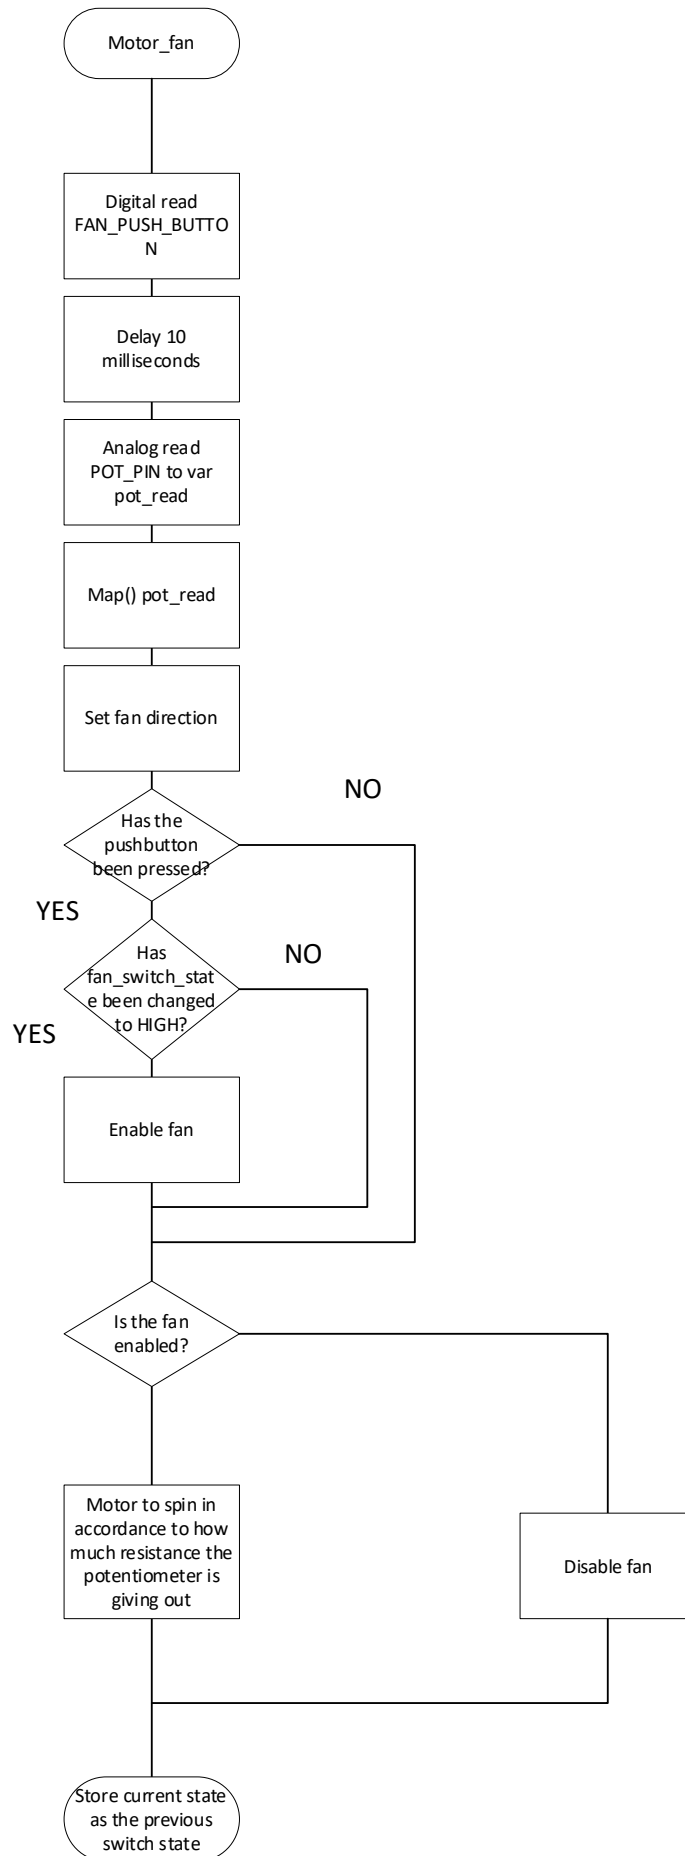 Motor_fan
Digital read
FAN_PUSH_BUTTO
N
Delay 10
milliseconds
Analog read
POT_PIN to var
pot_read
Map() pot_read
Set fan direction
NO
Has the
pushbutton
been pressed?
YES
NO
Has
fan_switch_stat
e been changed
to HIGH?
YES
Enable fan
Is the fan
enabled?
Motor to spin in
accordance to how
much resistance the
potentiometer is
giving out
Disable fan
Store current state
as the previous
switch state